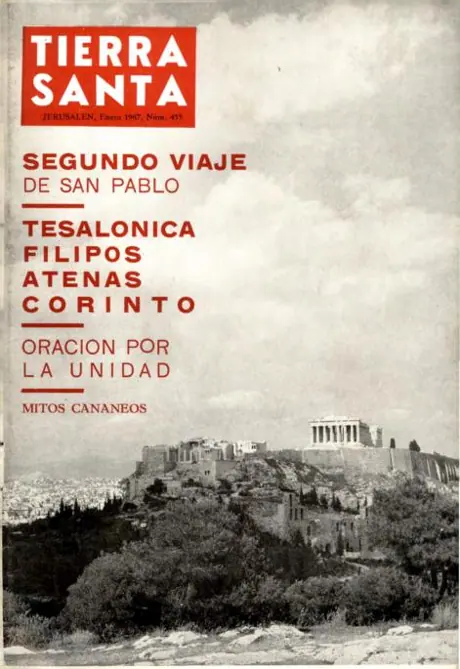 TIERRA
SANTA
JERUSALEN, Enero 1967, Núm. 455
SEGUNDO VIAJE
DE SAN PABLO
TESALONICA
FILIPOS
ATENAS
CORINTO
ORACION POR
LA UNIDAD
MITOS CANANEOS